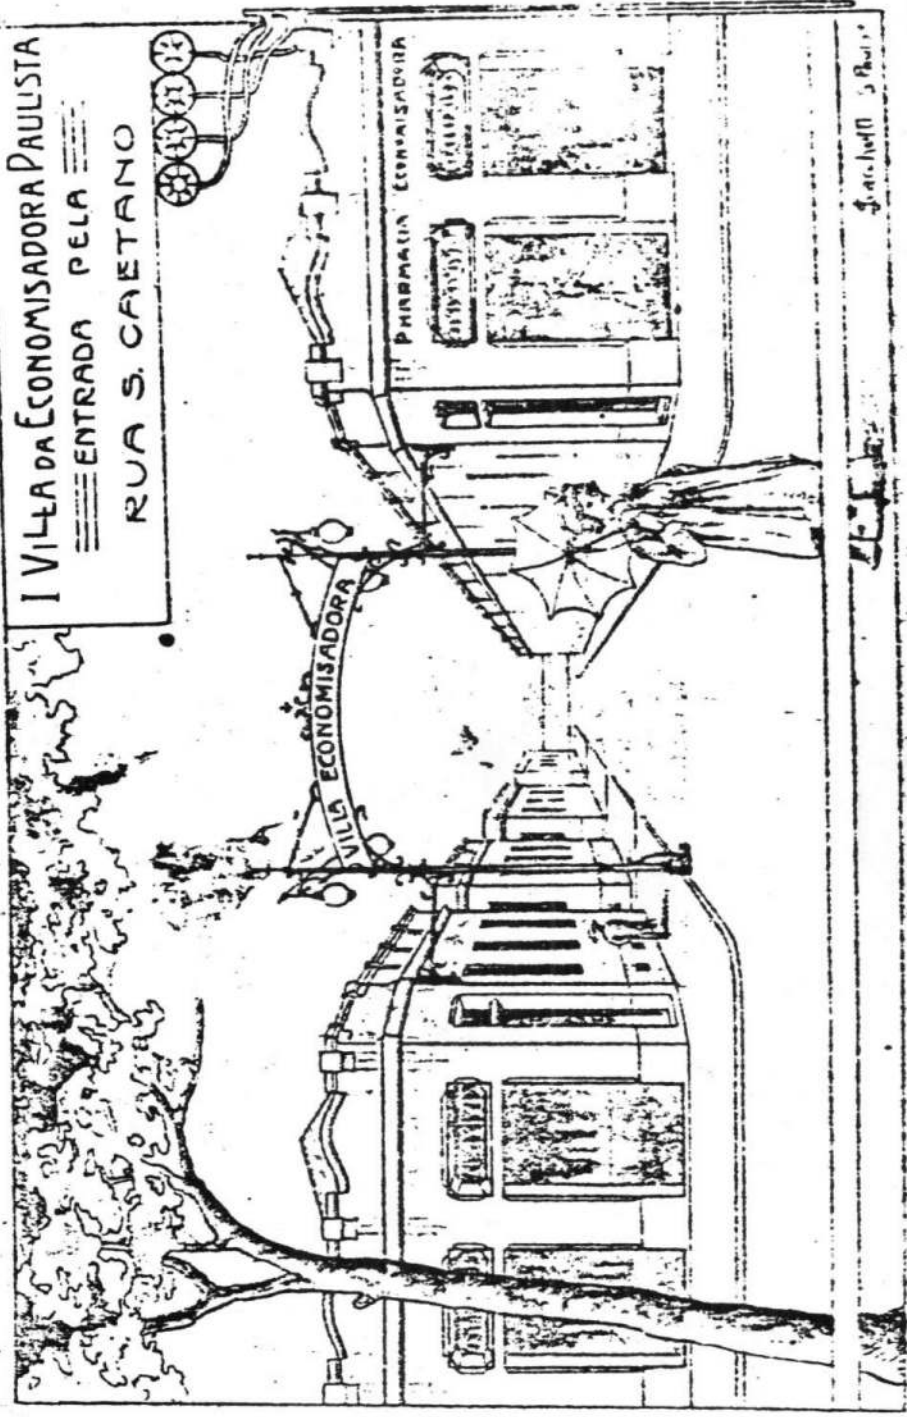 I VILLA DA ECONOMISADORA PAULISTA
ENTRADA PELA
RUA S. CAETANO
VILLA ECONOMISADORA
PHARMACIA ECONOMISADORA